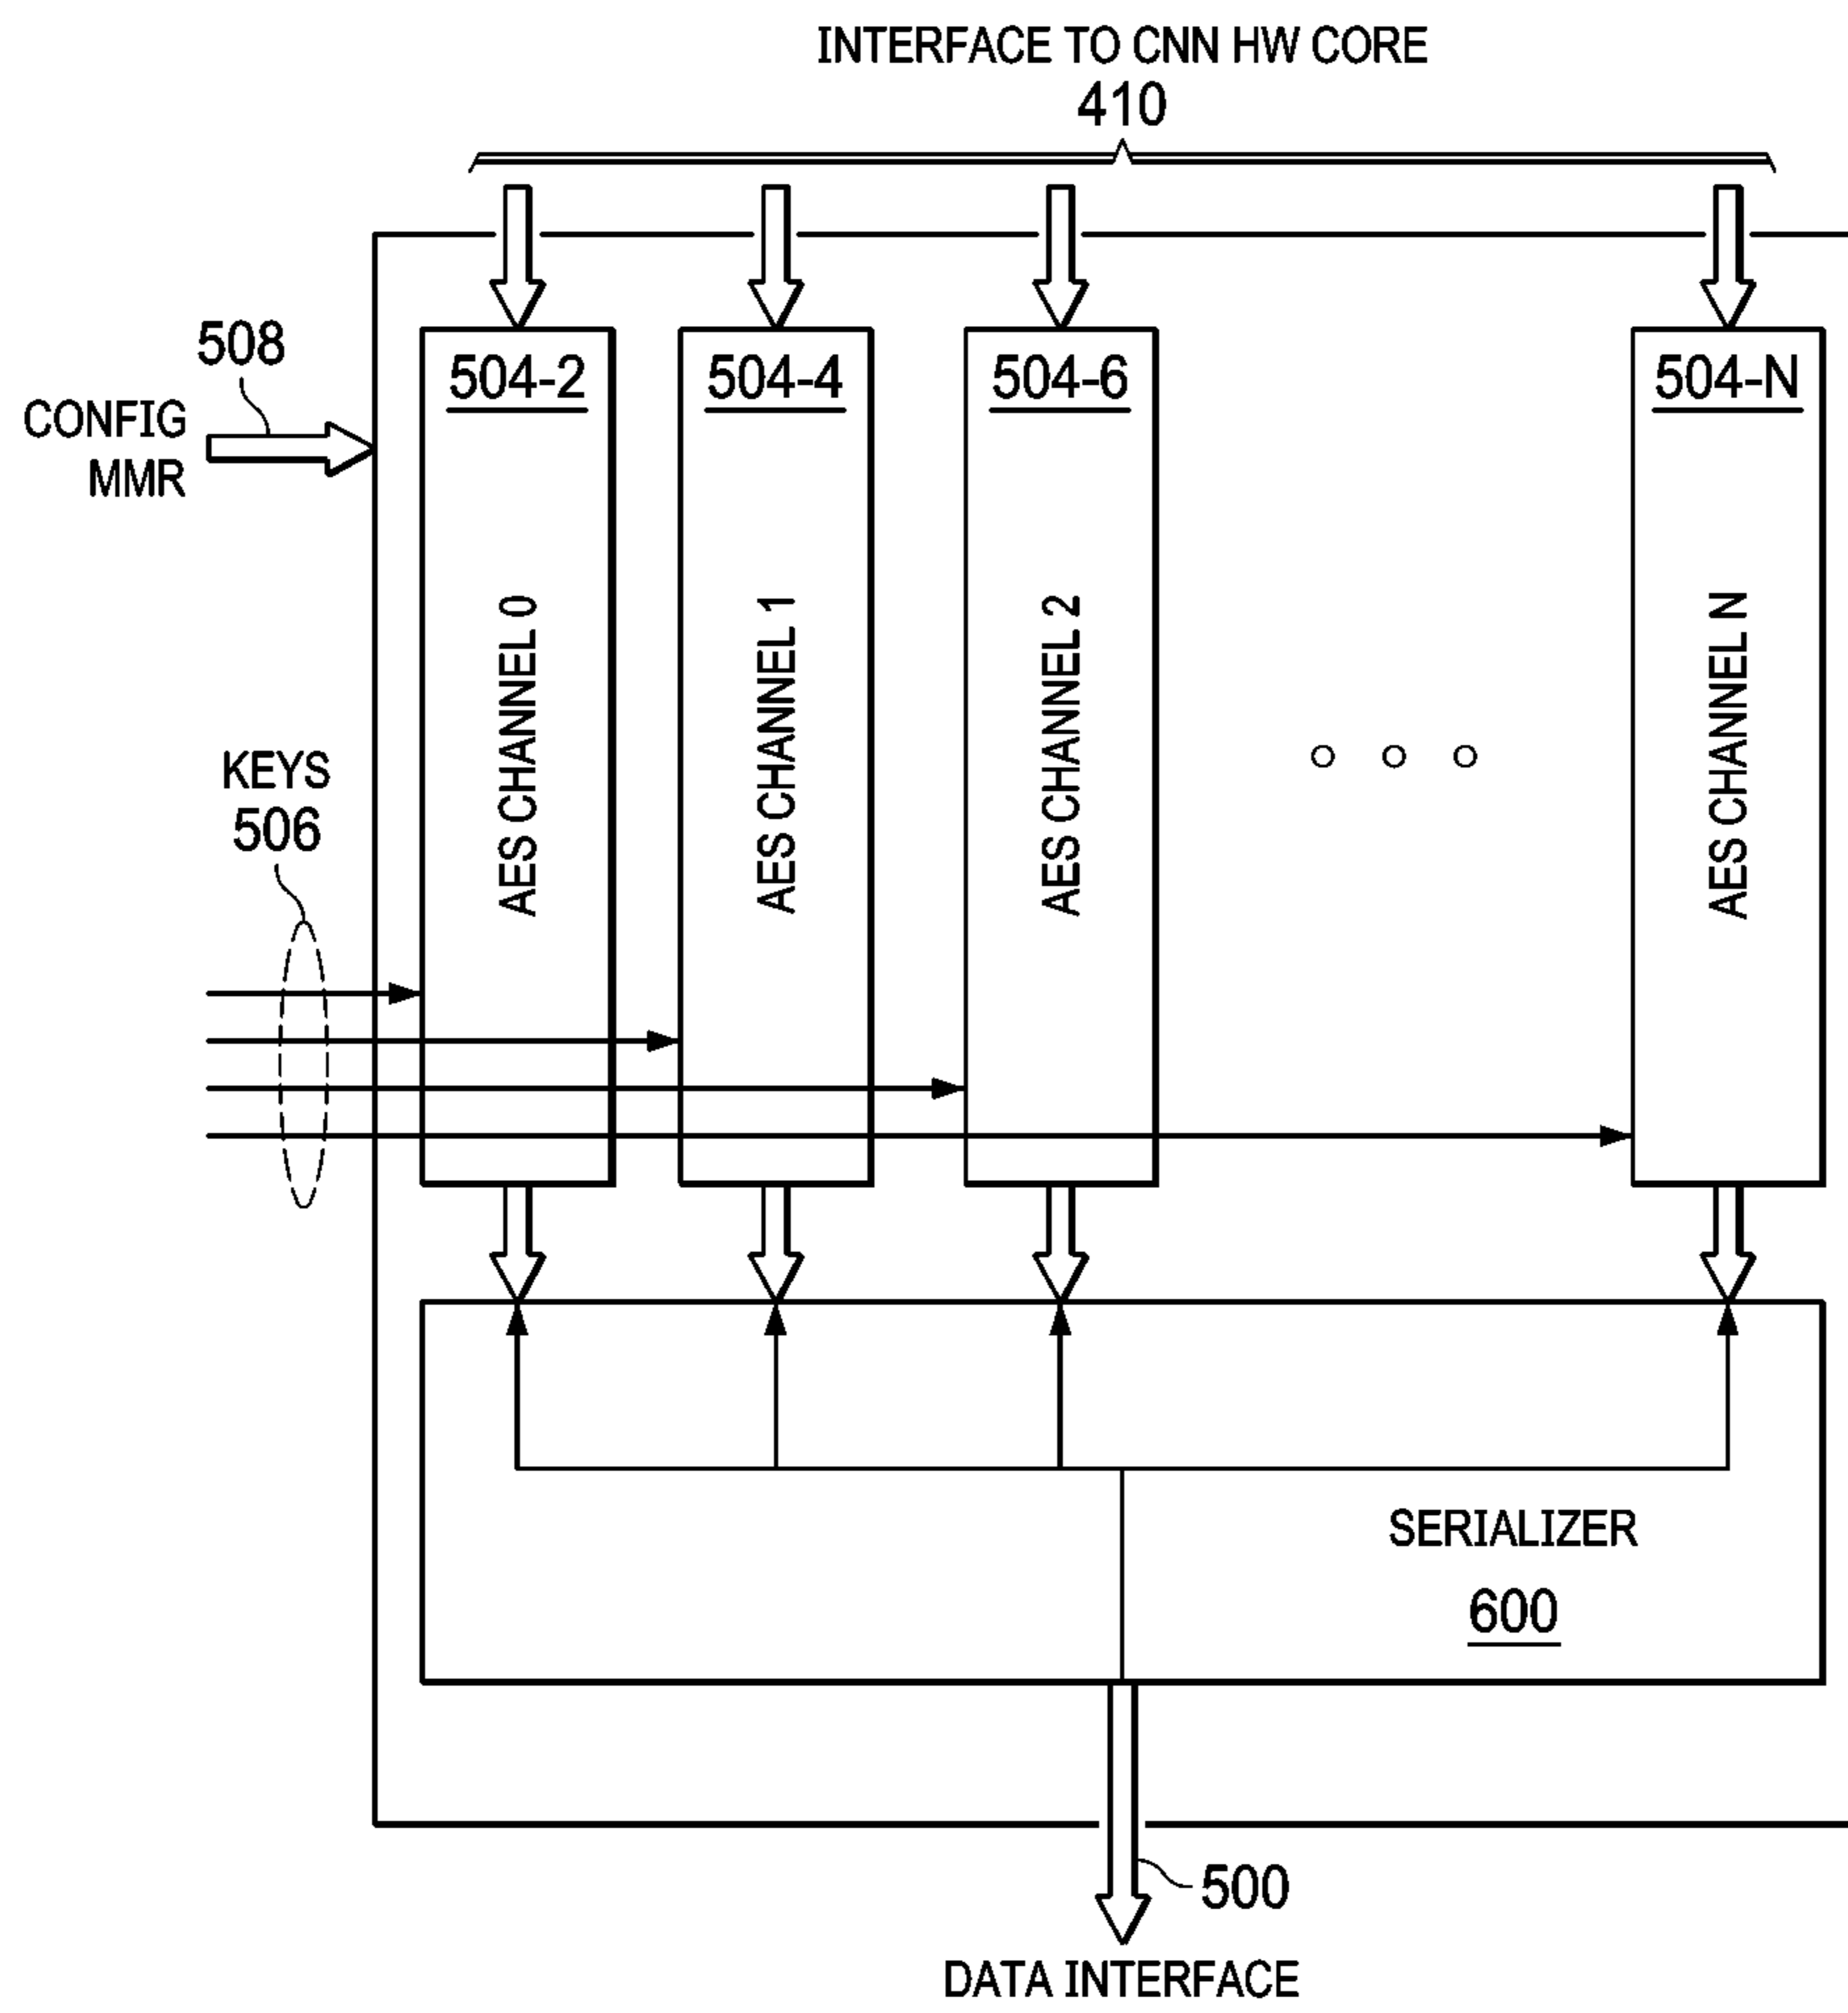 INTERFACE TO CNN HW CORE
410
508
CONFIG
MMR
504-2
504-4
504-6
504-N
AES CHANNEL 0
AES CHANNEL 1
AES CHANNEL 2
AES CHANNEL N
KEYS
506
SERIALIZER
600
500
DATA INTERFACE